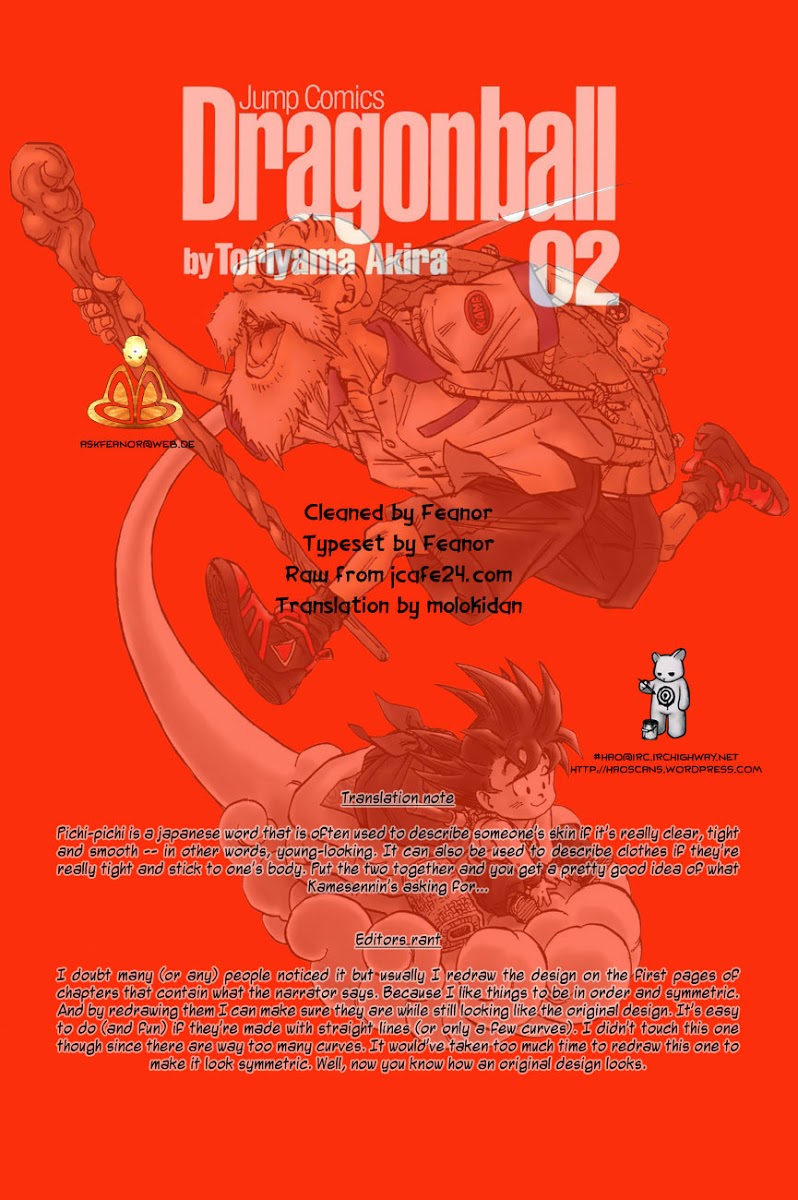 Jump Comics
Dragonball
by Toriyama Akira
02
KAME
ASKFEANOR@WEB.DE
Cleaned by Feanor
Typeset by Feanor
Raw from jcafe24.com
Translation by molokidan
#HAO@IRC.IRCHIGHWAY.NET
HTTP://HAOSCANS.WORDPRESS.COM
Translation note
Pichi-pichi is a japanese word that is often used to describe someone's skin if it's really clear, tight
and smooth -- in other words, young-looking. It can also be used to describe clothes if they're
really tight and stick to one's body. Put the two together and you get a pretty good idea of what
Kamesennin's asking for...
Editors rant
I doubt many (or any) people noticed it but usually I redraw the design on the first pages of
chapters that contain what the narrator says. Because I like things to be in order and symmetric.
And by redrawing them I can make sure they are while still looking like the original design. It's easy
to do (and fun) if they're made with straight lines (or only a few curves). I didn't touch this one
though since there are way too many curves. It would've taken too much time to redraw this one to
make it look symmetric. Well, now you know how an original design looks.